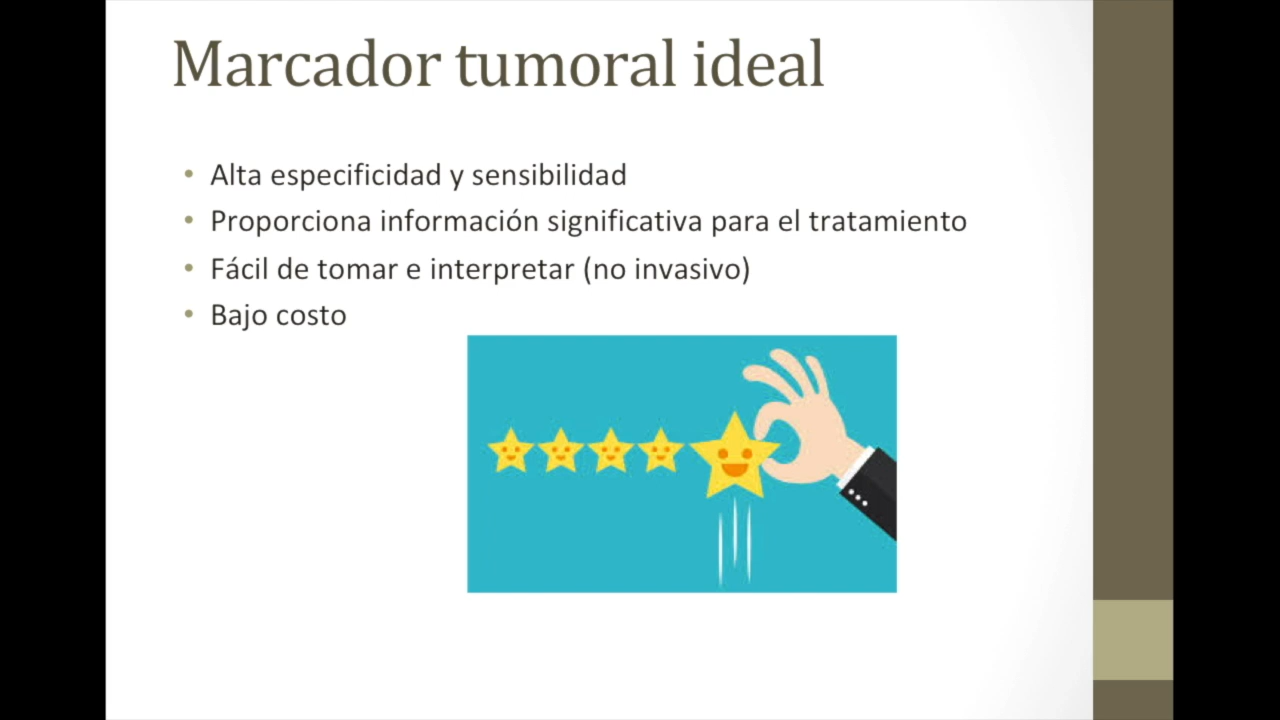 Marcador tumoral ideal
• Alta especificidad y sensibilidad
• Proporciona información significativa para el tratamiento
• Fácil de tomar e interpretar (no invasivo)
• Bajo costo